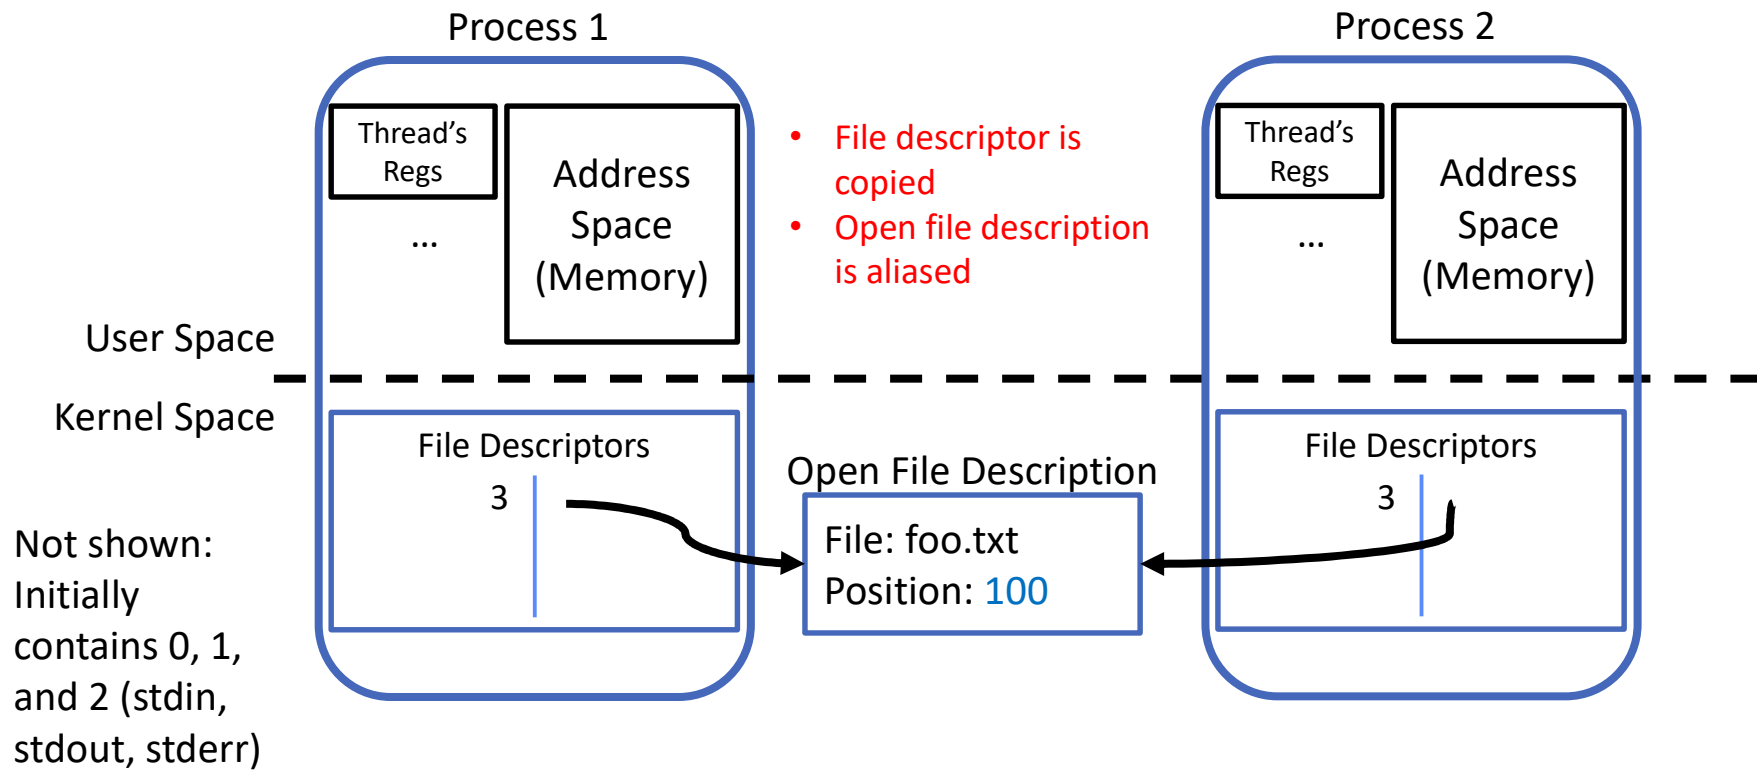 Process 1
Thread’s
Regs
...
Address
Space
(Memory)
• File descriptor is
copied
• Open file description
is aliased
Process 2
Thread’s
Regs
...
Address
Space
(Memory)
User Space
Kernel Space
File Descriptors
3
Open File Description
File: foo.txt
Position: 100
File Descriptors
3
Not shown:
Initially
contains 0, 1,
and 2 (stdin,
stdout, stderr)